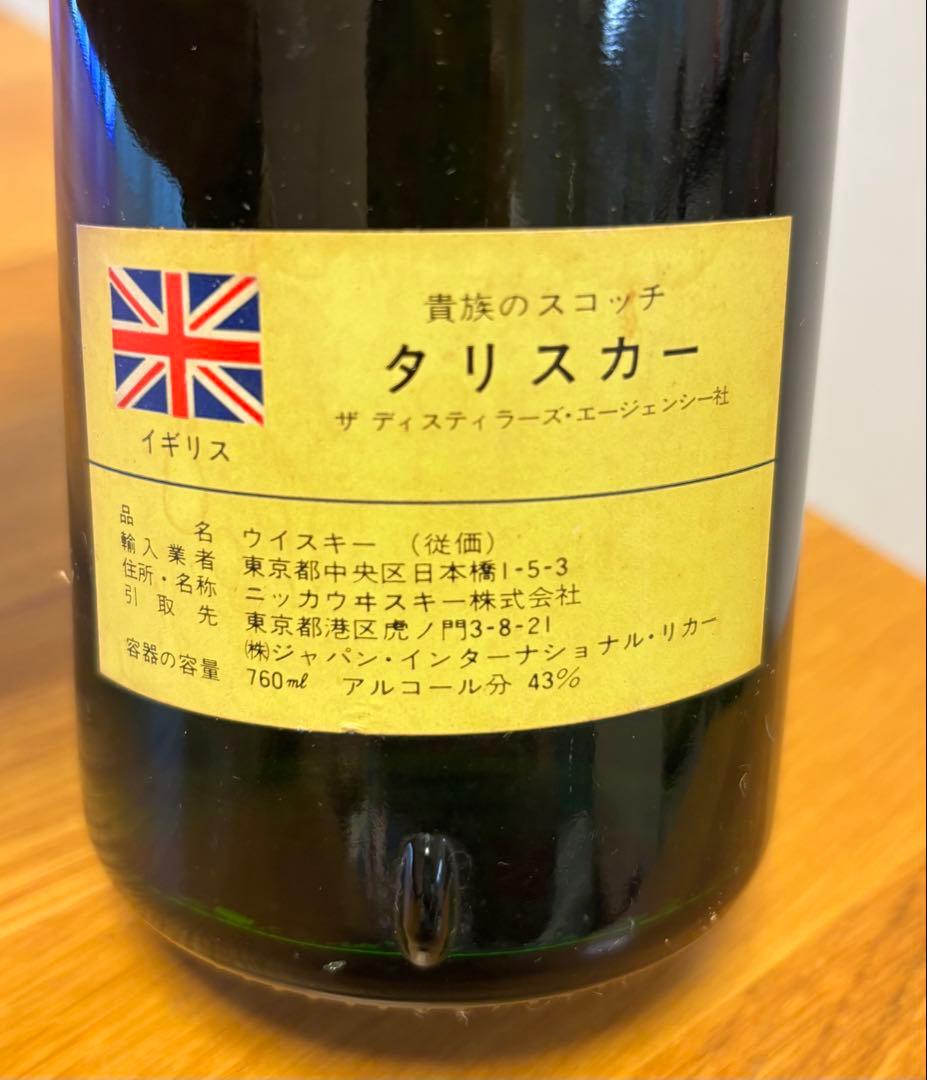 貴族のスコッチ
タリスカー
ザ ディスティラーズ・エージェンシー社
イギリス
品名 ウイスキー (従価)
輸入業者 東京都中央区日本橋1-5-3
住所・名称 ニッカウヰスキー株式会社
引取先 東京都港区虎ノ門3-8-21
㈱ジャパン・インターナショナル・リカー
容器の容量 760ml アルコール分 43%